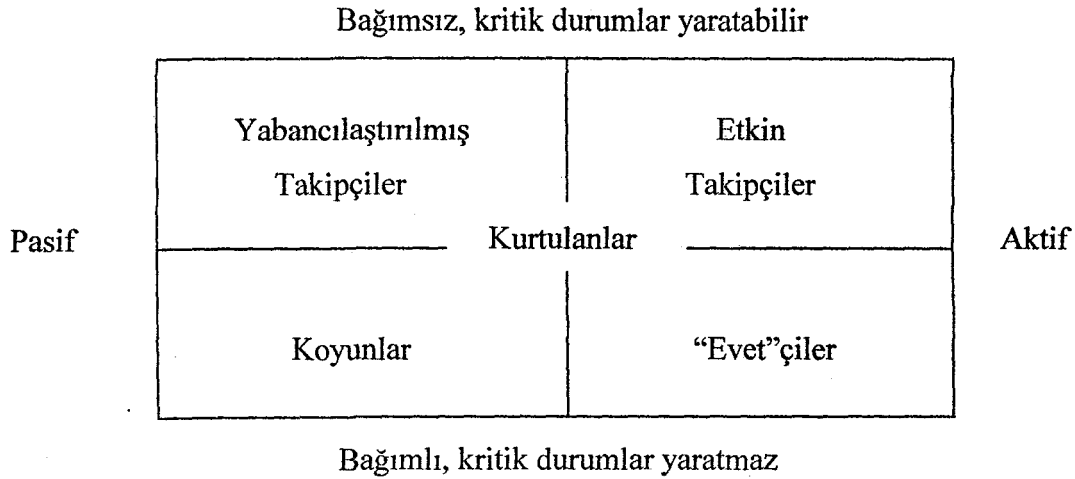 Bağımsız, kritik durumlar yaratabilir
Yabancılaştırılmış
Takipçiler
Etkin
Takipçiler
Pasif
Kurtulanlar
Aktif
Koyunlar
“Evet”çiler
Bağımlı, kritik durumlar yaratmaz